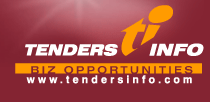 TENDERS ti INFO
BIZ OPPORTUNITIES
www.tendersinfo.com